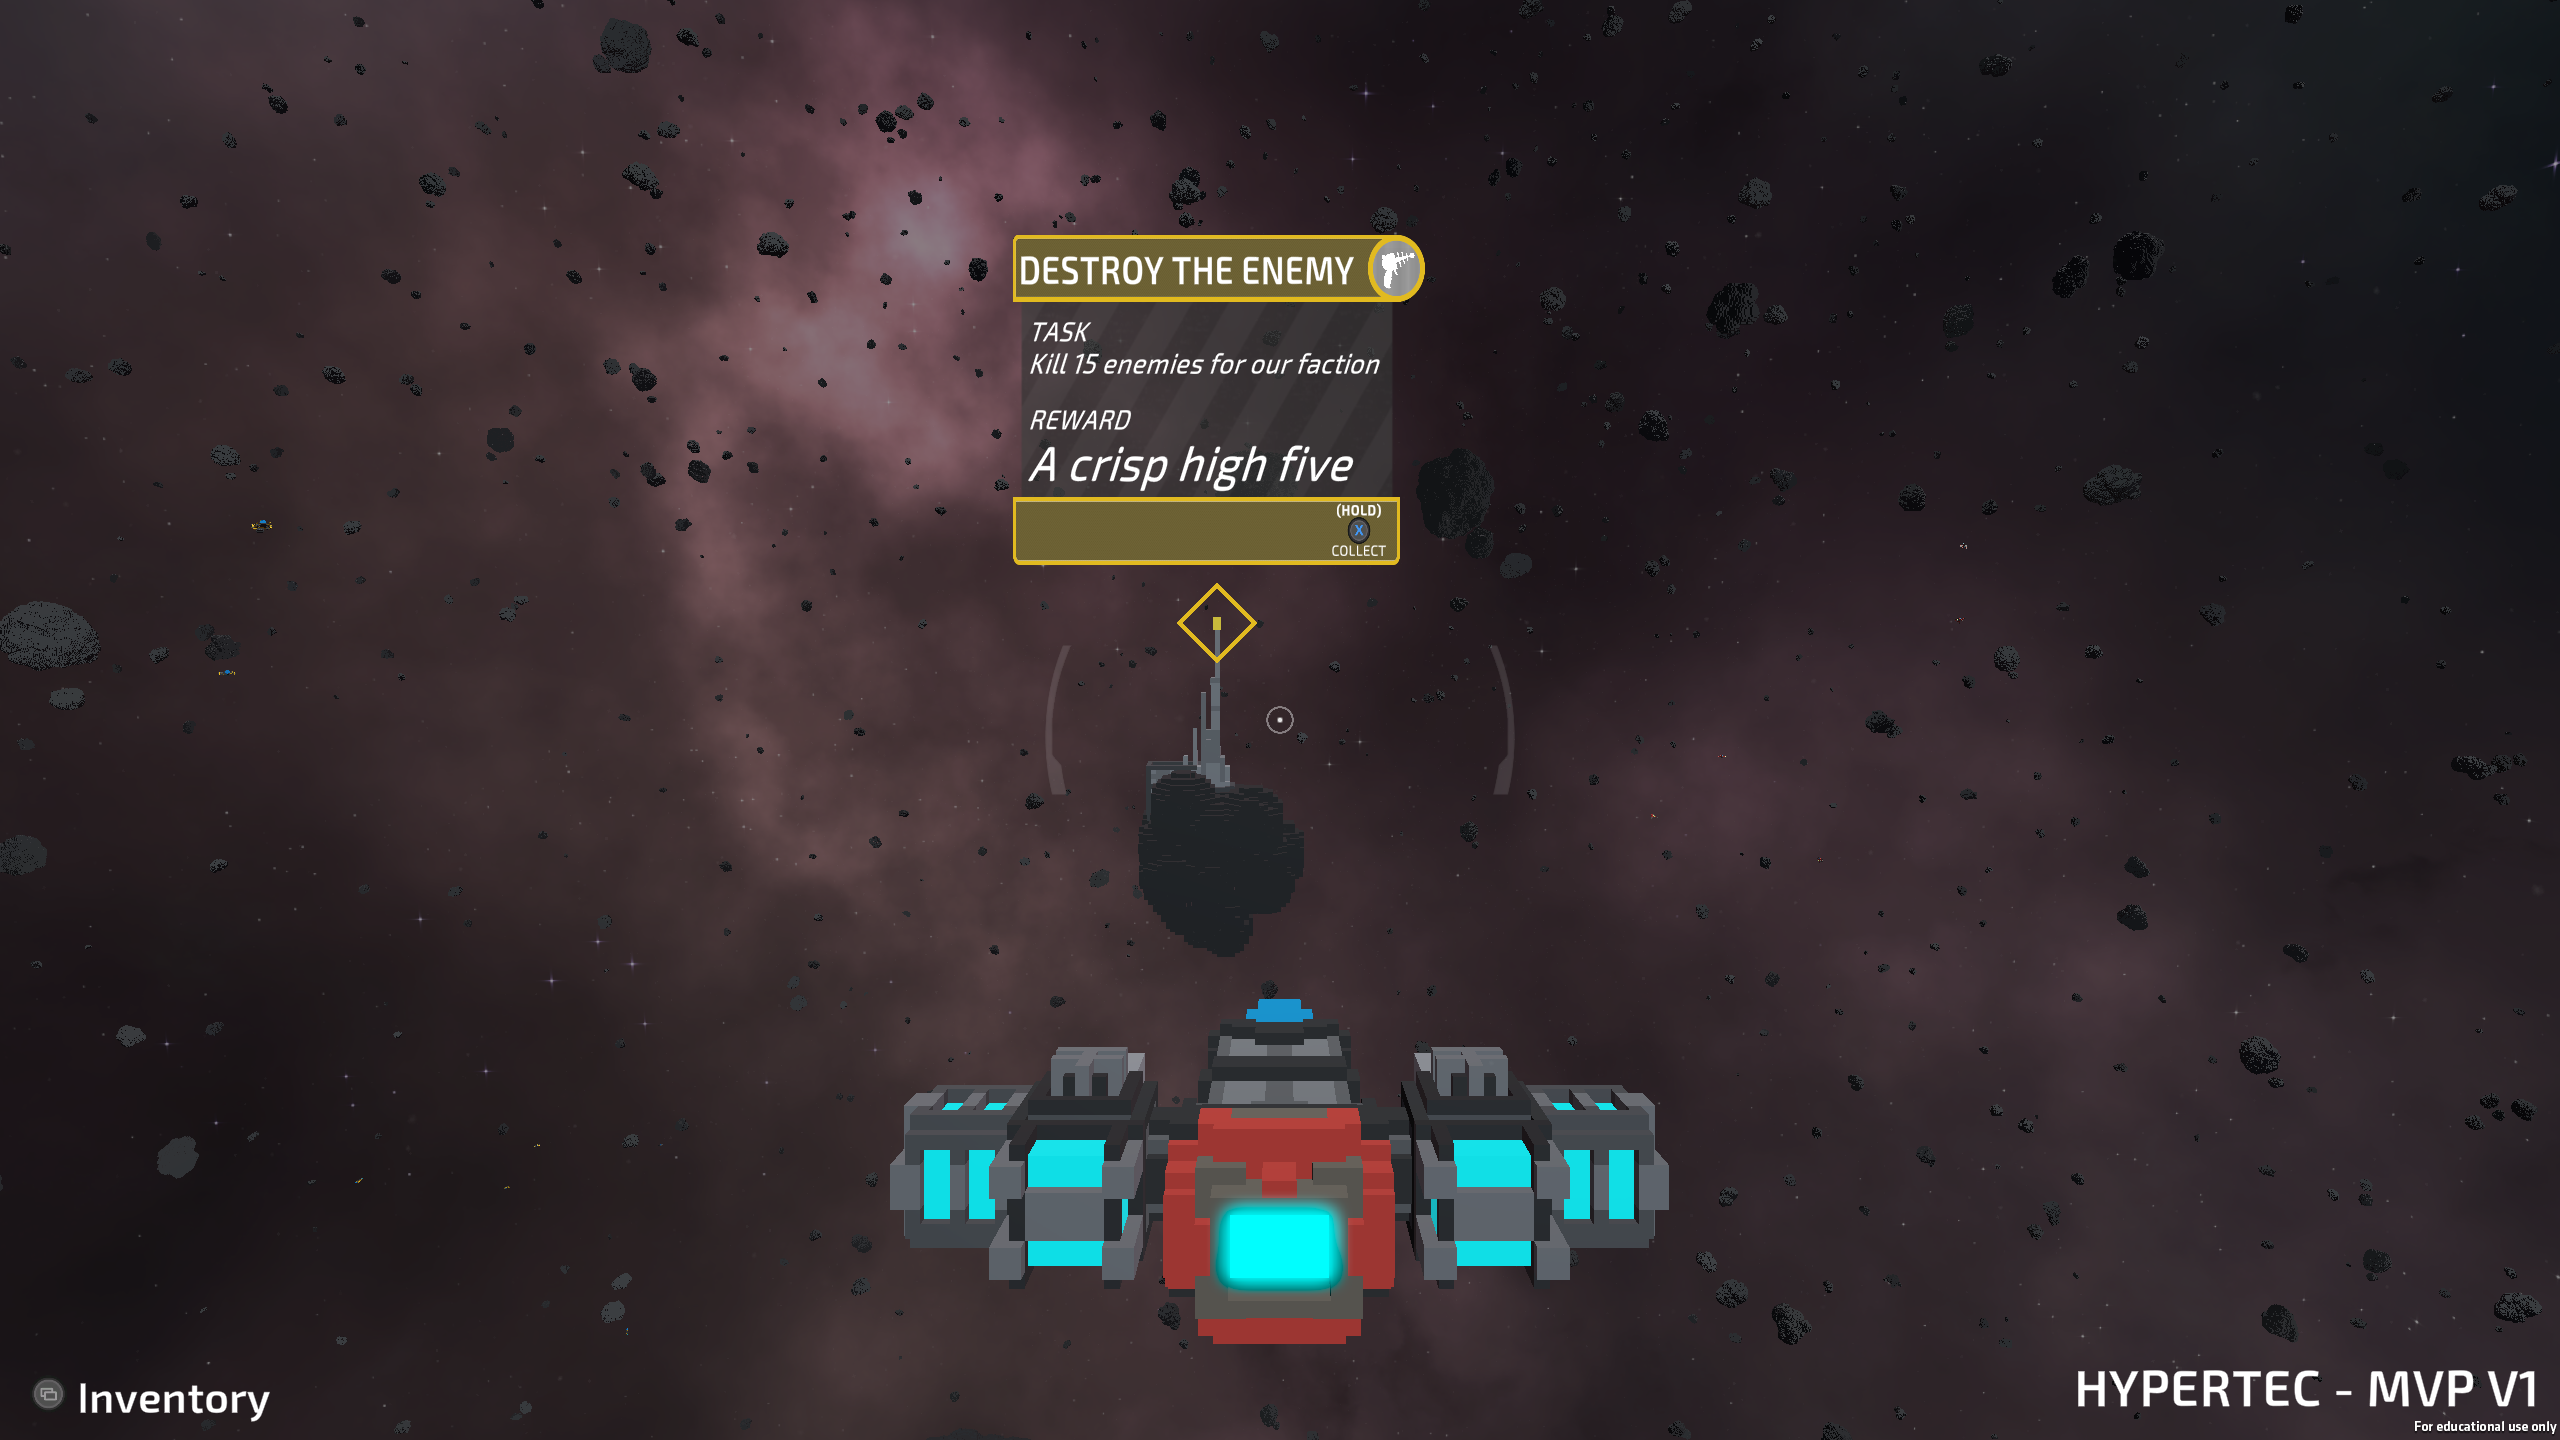 DESTROY THE ENEMY
TASK
Kill 15 enemies for our faction
REWARD
A crisp high five
(HOLD)
X
COLLECT
Inventory
HYPERTEC - MVP V1
For educational use only